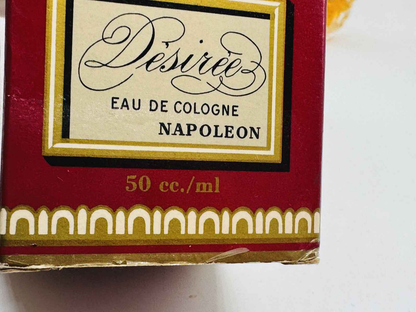 Désirée
EAU DE COLOGNE
NAPOLEON
50 cc./ml